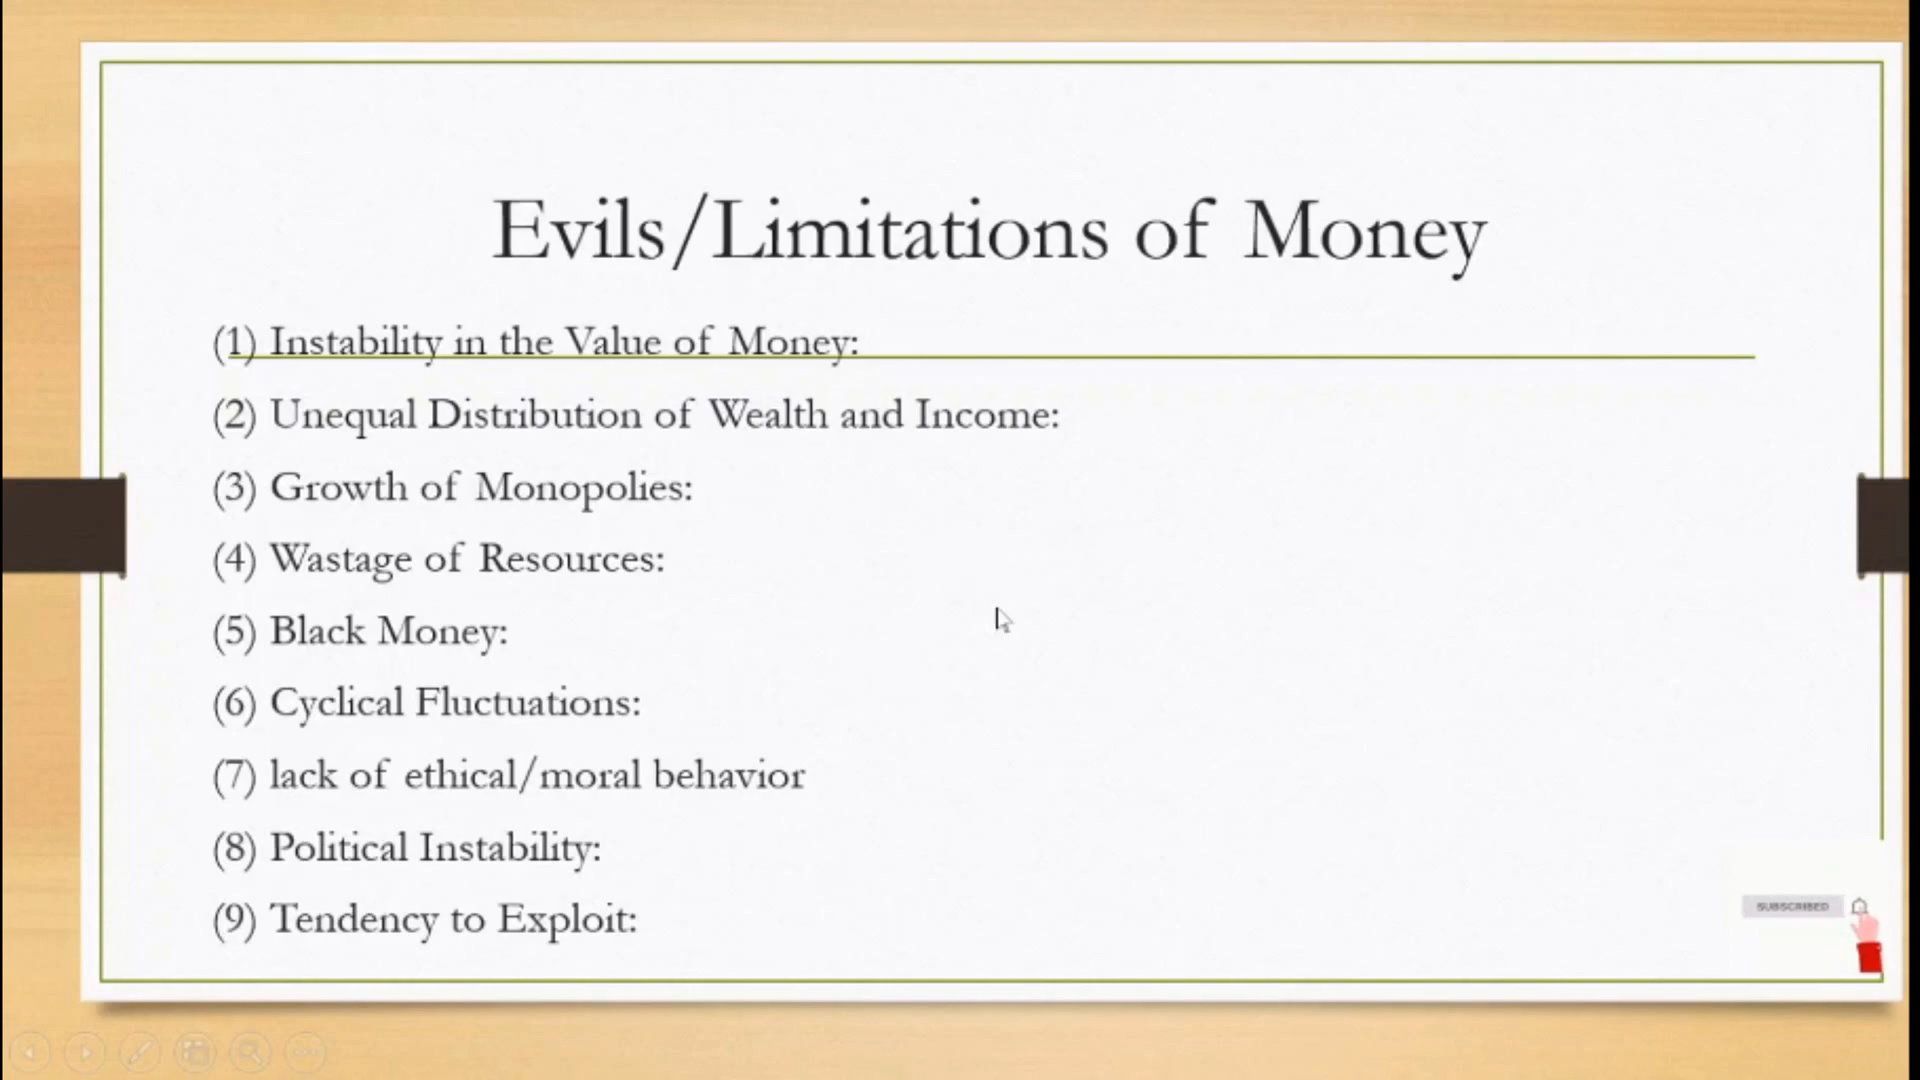 Evils/Limitations of Money
(1) Instability in the Value of Money:
(2) Unequal Distribution of Wealth and Income:
(3) Growth of Monopolies:
(4) Wastage of Resources:
(5) Black Money:
(6) Cyclical Fluctuations:
(7) lack of ethical/moral behavior
(8) Political Instability:
(9) Tendency to Exploit:
SUBSCRIBED